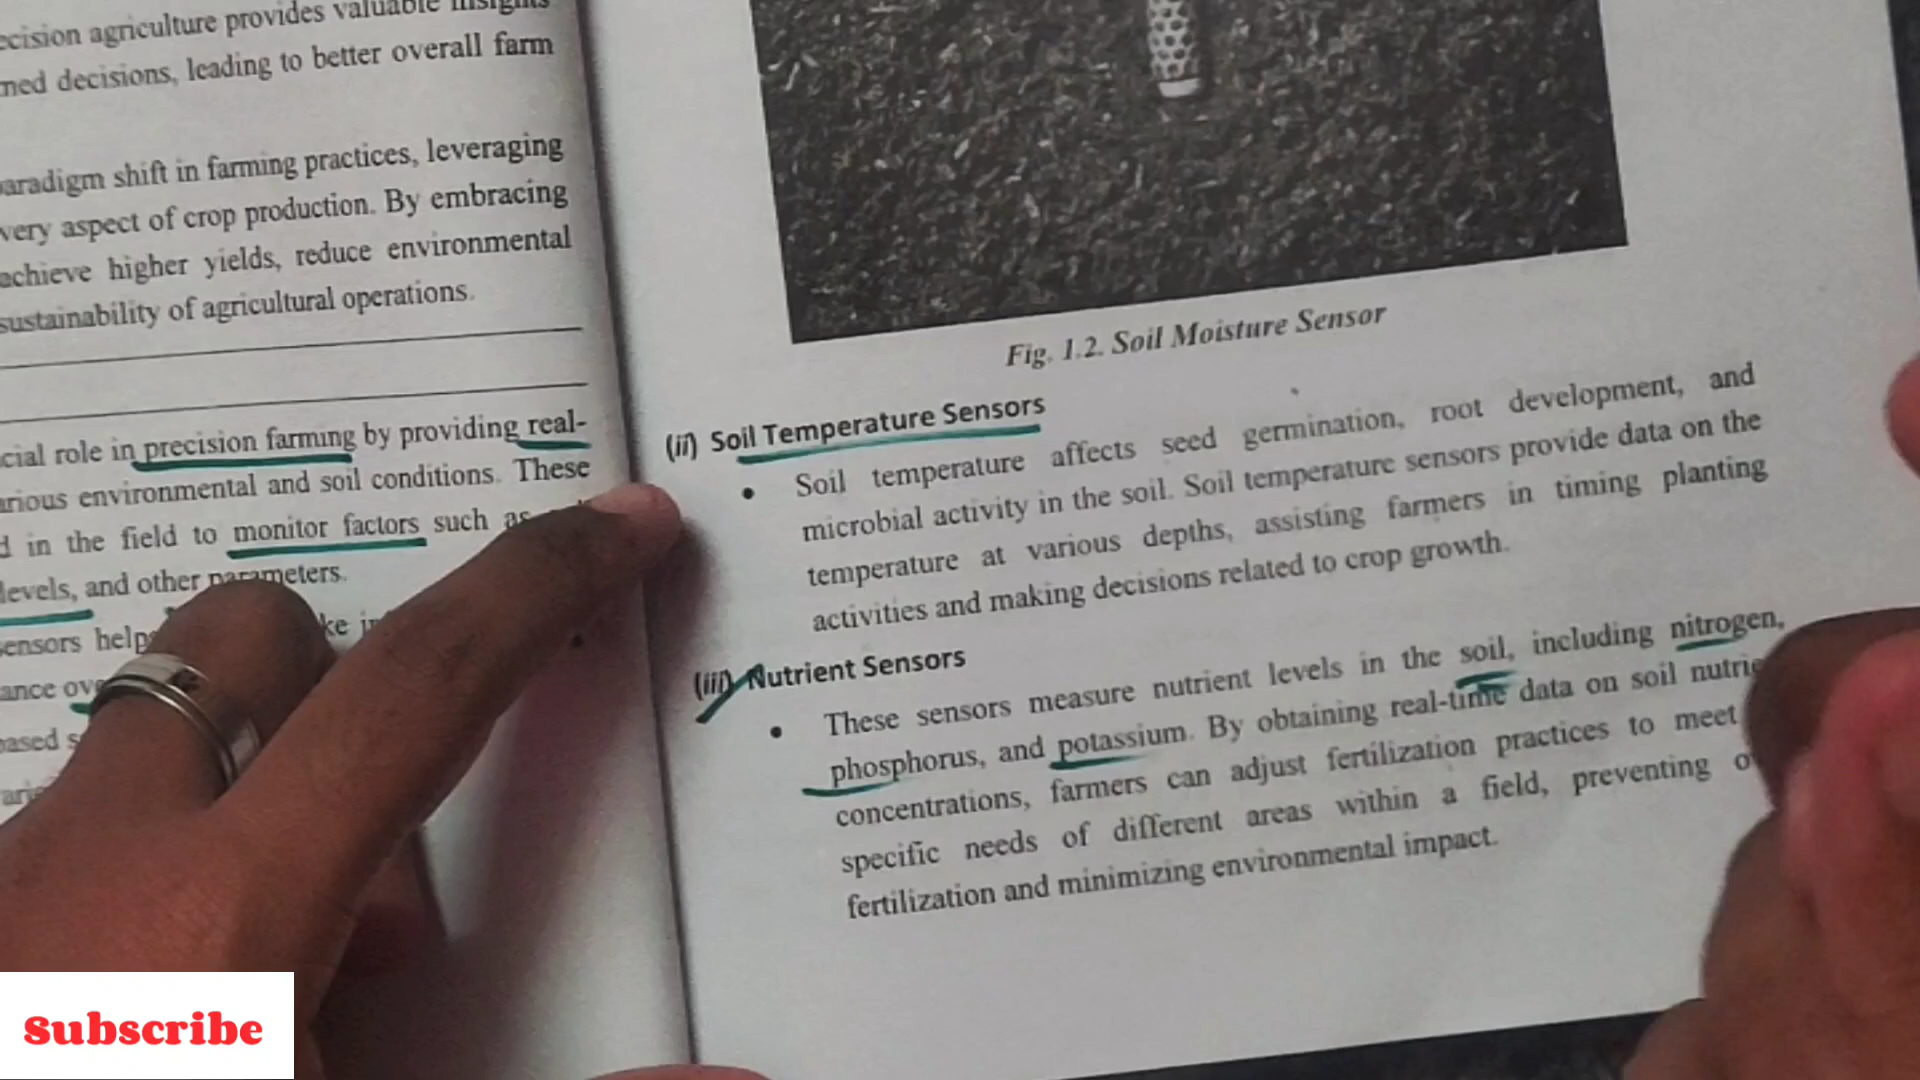 ecision agriculture provides valuable insights
ned decisions, leading to better overall farm
paradigm shift in farming practices, leveraging
very aspect of crop production. By embracing
achieve higher yields, reduce environmental
sustainability of agricultural operations.
cial role in precision farming by providing real-
arious environmental and soil conditions. These
d in the field to monitor factors such as
levels, and other parameters.
sensors help
ance
based
Fig. 1.2. Soil Moisture Sensor
(ii) Soil Temperature Sensors
• Soil temperature affects seed germination, root development, and
microbial activity in the soil. Soil temperature sensors provide data on the
temperature at various depths, assisting farmers in timing planting
activities and making decisions related to crop growth.
(iii) Nutrient Sensors
• These sensors measure nutrient levels in the soil, including nitrogen,
phosphorus, and potassium. By obtaining real-time data on soil nutrie
concentrations, farmers can adjust fertilization practices to meet
specific needs of different areas within a field, preventing o
fertilization and minimizing environmental impact.
Subscribe